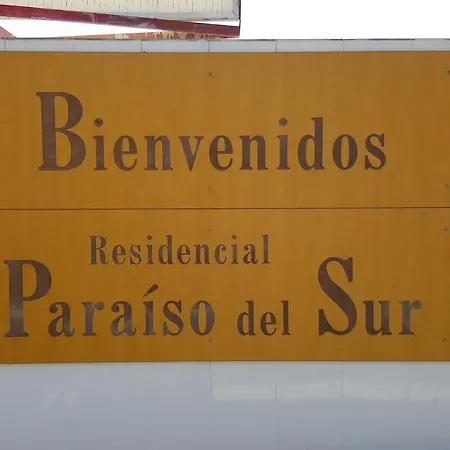 Bienvenidos
Residencial
Paraíso del Sur